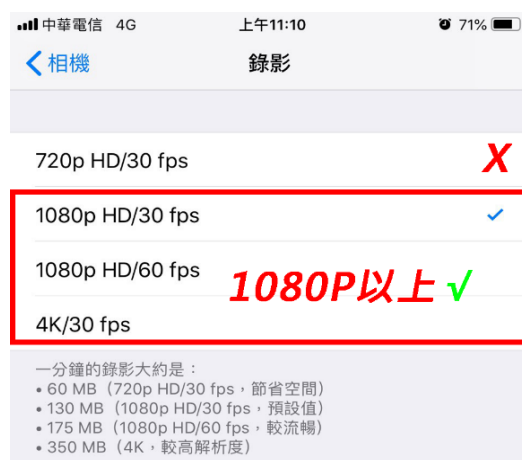 中華電信 4G 上午11:10 71%
相機 錄影
720p HD/30 fps X
1080p HD/30 fps ✓
1080p HD/60 fps
1080P以上 √
4K/30 fps
一分鐘的錄影大約是：
• 60 MB（720p HD/30 fps，節省空間）
• 130 MB（1080p HD/30 fps，預設值）
• 175 MB（1080p HD/60 fps，較流暢）
• 350 MB（4K，較高解析度）